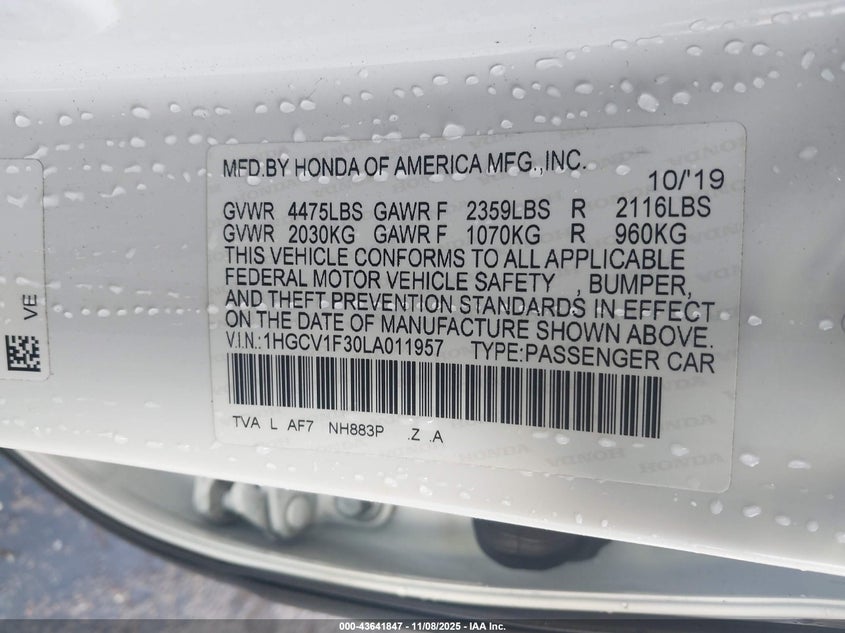 MFD.BY HONDA OF AMERICA MFG.,INC.
10/'19
GVWR 4475LBS GAWR F 2359LBS R 2116LBS
GVWR 2030KG GAWR F 1070KG R 960KG
THIS VEHICLE CONFORMS TO ALL APPLICABLE
FEDERAL MOTOR VEHICLE SAFETY , BUMPER,
AND THEFT PREVENTION STANDARDS IN EFFECT
ON THE DATE OF MANUFACTURE SHOWN ABOVE.
V.I.N.:1HGCV1F30LA011957 TYPE:PASSENGER CAR
TVA L AF7 NH883P .Z .A
VE
000-43641847 - 11/08/2025 - IAA Inc.